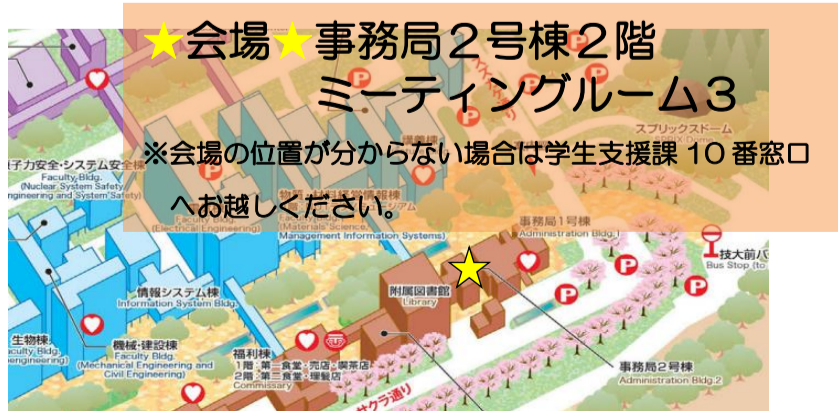 ★会場★事務局２号棟２階
ミーティングルーム３
※会場の位置が分からない場合は学生支援課 10 番窓口
へお越しください。
スプリックスドーム
子力安全・システム安全棟
Faculty Bldg.
(Nuclear System Safety
ngineering and System Safety)
講義棟
物質・材料経営情報棟
Faculty Bldg.
(Electrical Engineering)
(Materials Science,
Management Information Systems)
事務局1号棟
Administration Bldg.1
技大前バ
Bus Stop (to
情報システム棟
Information System Bldg.
附属図書館
Library
生物棟
culty Bldg.
oengineering)
機械・建設棟
Faculty Bldg.
(Mechanical Engineering and
Civil Engineering)
福利棟
1階:第一食堂・売店・喫茶店
2階:第二食堂・理髪店
Commissary
事務局2号棟
Administration Bldg.2
サクラ通り
P
P
P
P
P
P
P